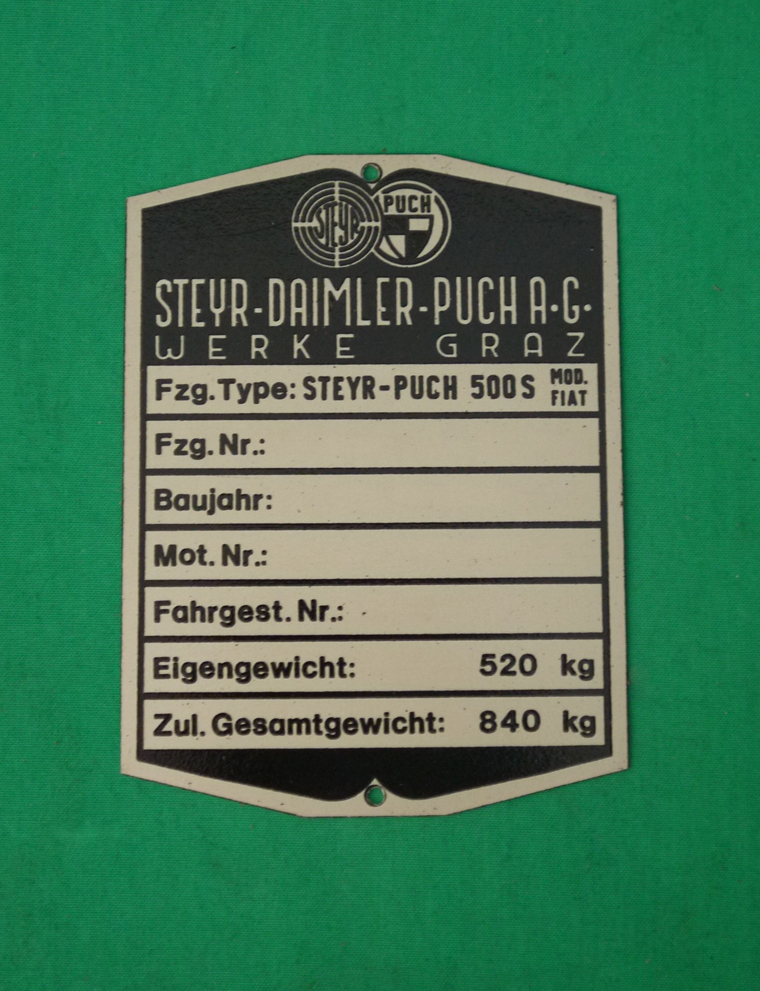 STEYR PUCH
STEYR-DAIMLER-PUCH A·G·
WERKE GRAZ
Fzg. Type: STEYR-PUCH 500 S MOD. FIAT
Fzg. Nr.:
Baujahr:
Mot. Nr.:
Fahrgest. Nr.:
Eigengewicht: 520 kg
Zul. Gesamtgewicht: 840 kg